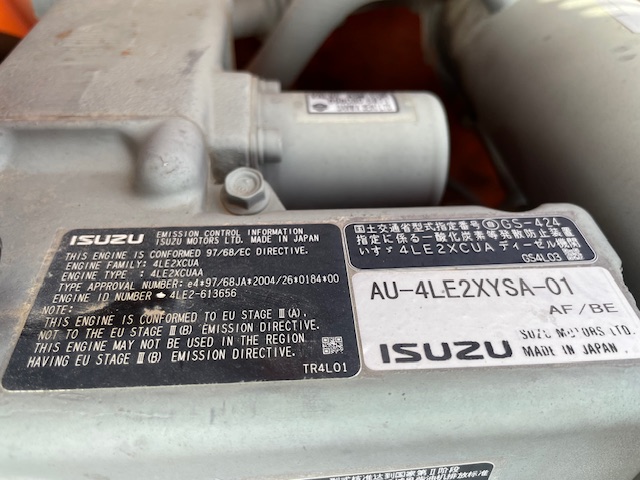 ISUZU EMISSION CONTROL INFORMATION
ISUZU MOTORS LTD. MADE IN JAPAN
THIS ENGINE IS CONFORMED 97/68/EC DIRECTIVE.
ENGINE FAMILY: 4LE2XCUA
ENGINE TYPE : 4LE2XCUAA
TYPE APPROVAL NUMBER: e4*97/68JA*2004/26*0184*00
ENGINE ID NUMBER 4LE2-613656
NOTE:
THIS ENGINE IS CONFORMED TO EU STAGE Ⅲ(A),
NOT TO THE EU STAGE Ⅲ(B) EMISSION DIRECTIVE.
THIS ENGINE MAY NOT BE USED IN THE REGION
HAVING EU STAGE Ⅲ(B) EMISSION DIRECTIVE.
TR4L01
国土交通省型式指定番号 SS-424
指定に係る一酸化炭素等発散防止装置
いすゞ 4LE2XCUA ディーゼル機関
0S4L03
AU-4LE2XYSA-01
AF/BE
MOTORS LTD.
ISUZU MADE IN JAPAN